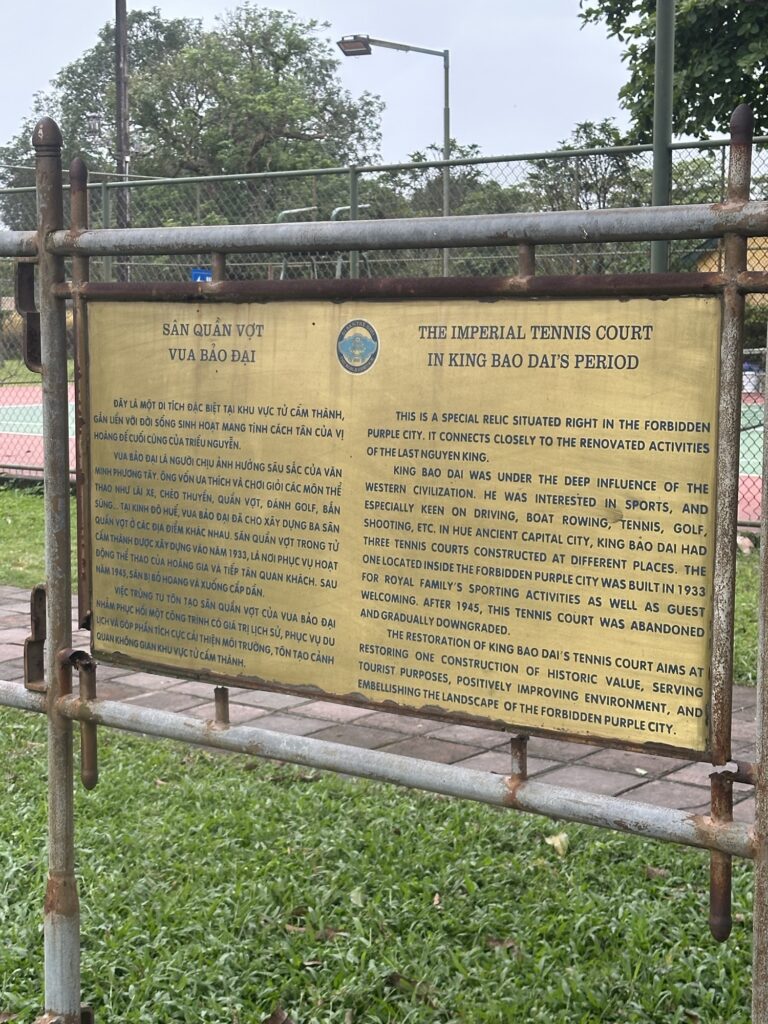 SÂN QUẦN VỢT
VUA BẢO ĐẠI
ĐÂY LÀ MỘT DI TÍCH ĐẶC BIỆT TẠI KHU VỰC TỬ CẤM THÀNH,
GẮN LIỀN VỚI ĐỜI SỐNG SINH HOẠT MANG TÍNH CÁCH TÂN CỦA VỊ
HOÀNG ĐẾ CUỐI CÙNG CỦA TRIỀU NGUYỄN.
VUA BẢO ĐẠI LÀ NGƯỜI CHỊU ẢNH HƯỞNG SÂU SẮC CỦA VĂN
MINH PHƯƠNG TÂY. ÔNG VỐN ƯA THÍCH VÀ CHƠI GIỎI CÁC MÔN THỂ
THAO NHƯ LÁI XE, CHÈO THUYỀN, QUẦN VỢT, ĐÁNH GOLF, BẮN
SÚNG... TẠI KINH ĐÔ HUẾ, VUA BẢO ĐẠI ĐÃ CHO XÂY DỰNG BA SÂN
QUẦN VỢT Ở CÁC ĐỊA ĐIỂM KHÁC NHAU. SÂN QUẦN VỢT TRONG TỬ
CẤM THÀNH ĐƯỢC XÂY DỰNG VÀO NĂM 1933, LÀ NƠI PHỤC VỤ HOẠT
ĐỘNG THỂ THAO CỦA HOÀNG GIA VÀ TIẾP TÂN QUAN KHÁCH. SAU
NĂM 1945, SÂN BỊ BỎ HOANG VÀ XUỐNG CẤP DẦN.
VIỆC TRÙNG TU TÔN TẠO SÂN QUẦN VỢT CỦA VUA BẢO ĐẠI
NHẰM PHỤC HỒI MỘT CÔNG TRÌNH CÓ GIÁ TRỊ LỊCH SỬ, PHỤC VỤ DU
LỊCH VÀ GÓP PHẦN TÍCH CỰC CẢI THIỆN MÔI TRƯỜNG, TÔN TẠO CẢNH
QUAN KHÔNG GIAN KHU VỰC TỬ CẤM THÀNH.
THE IMPERIAL TENNIS COURT
IN KING BAO DAI'S PERIOD
THIS IS A SPECIAL RELIC SITUATED RIGHT IN THE FORBIDDEN
PURPLE CITY. IT CONNECTS CLOSELY TO THE RENOVATED ACTIVITIES
OF THE LAST NGUYEN KING.
KING BAO DAI WAS UNDER THE DEEP INFLUENCE OF THE
WESTERN CIVILIZATION. HE WAS INTERESTED IN SPORTS, AND
ESPECIALLY KEEN ON DRIVING, BOAT ROWING, TENNIS, GOLF,
SHOOTING, ETC. IN HUE ANCIENT CAPITAL CITY, KING BẢO DẠI HAD
THREE TENNIS COURTS CONSTRUCTED AT DIFFERENT PLACES. THE
ONE LOCATED INSIDE THE FORBIDDEN PURPLE CITY WAS BUILT IN 1933
FOR ROYAL FAMILY'S SPORTING ACTIVITIES AS WELL AS GUEST
WELCOMING. AFTER 1945, THIS TENNIS COURT WAS ABANDONED
AND GRADUALLY DOWNGRADED.
THE RESTORATION OF KING BAO DAI'S TENNIS COURT AIMS AT
RESTORING ONE CONSTRUCTION OF HISTORIC VALUE, SERVING
TOURIST PURPOSES, POSITIVELY IMPROVING ENVIRONMENT, AND
EMBELLISHING THE LANDSCAPE OF THE FORBIDDEN PURPLE CITY.